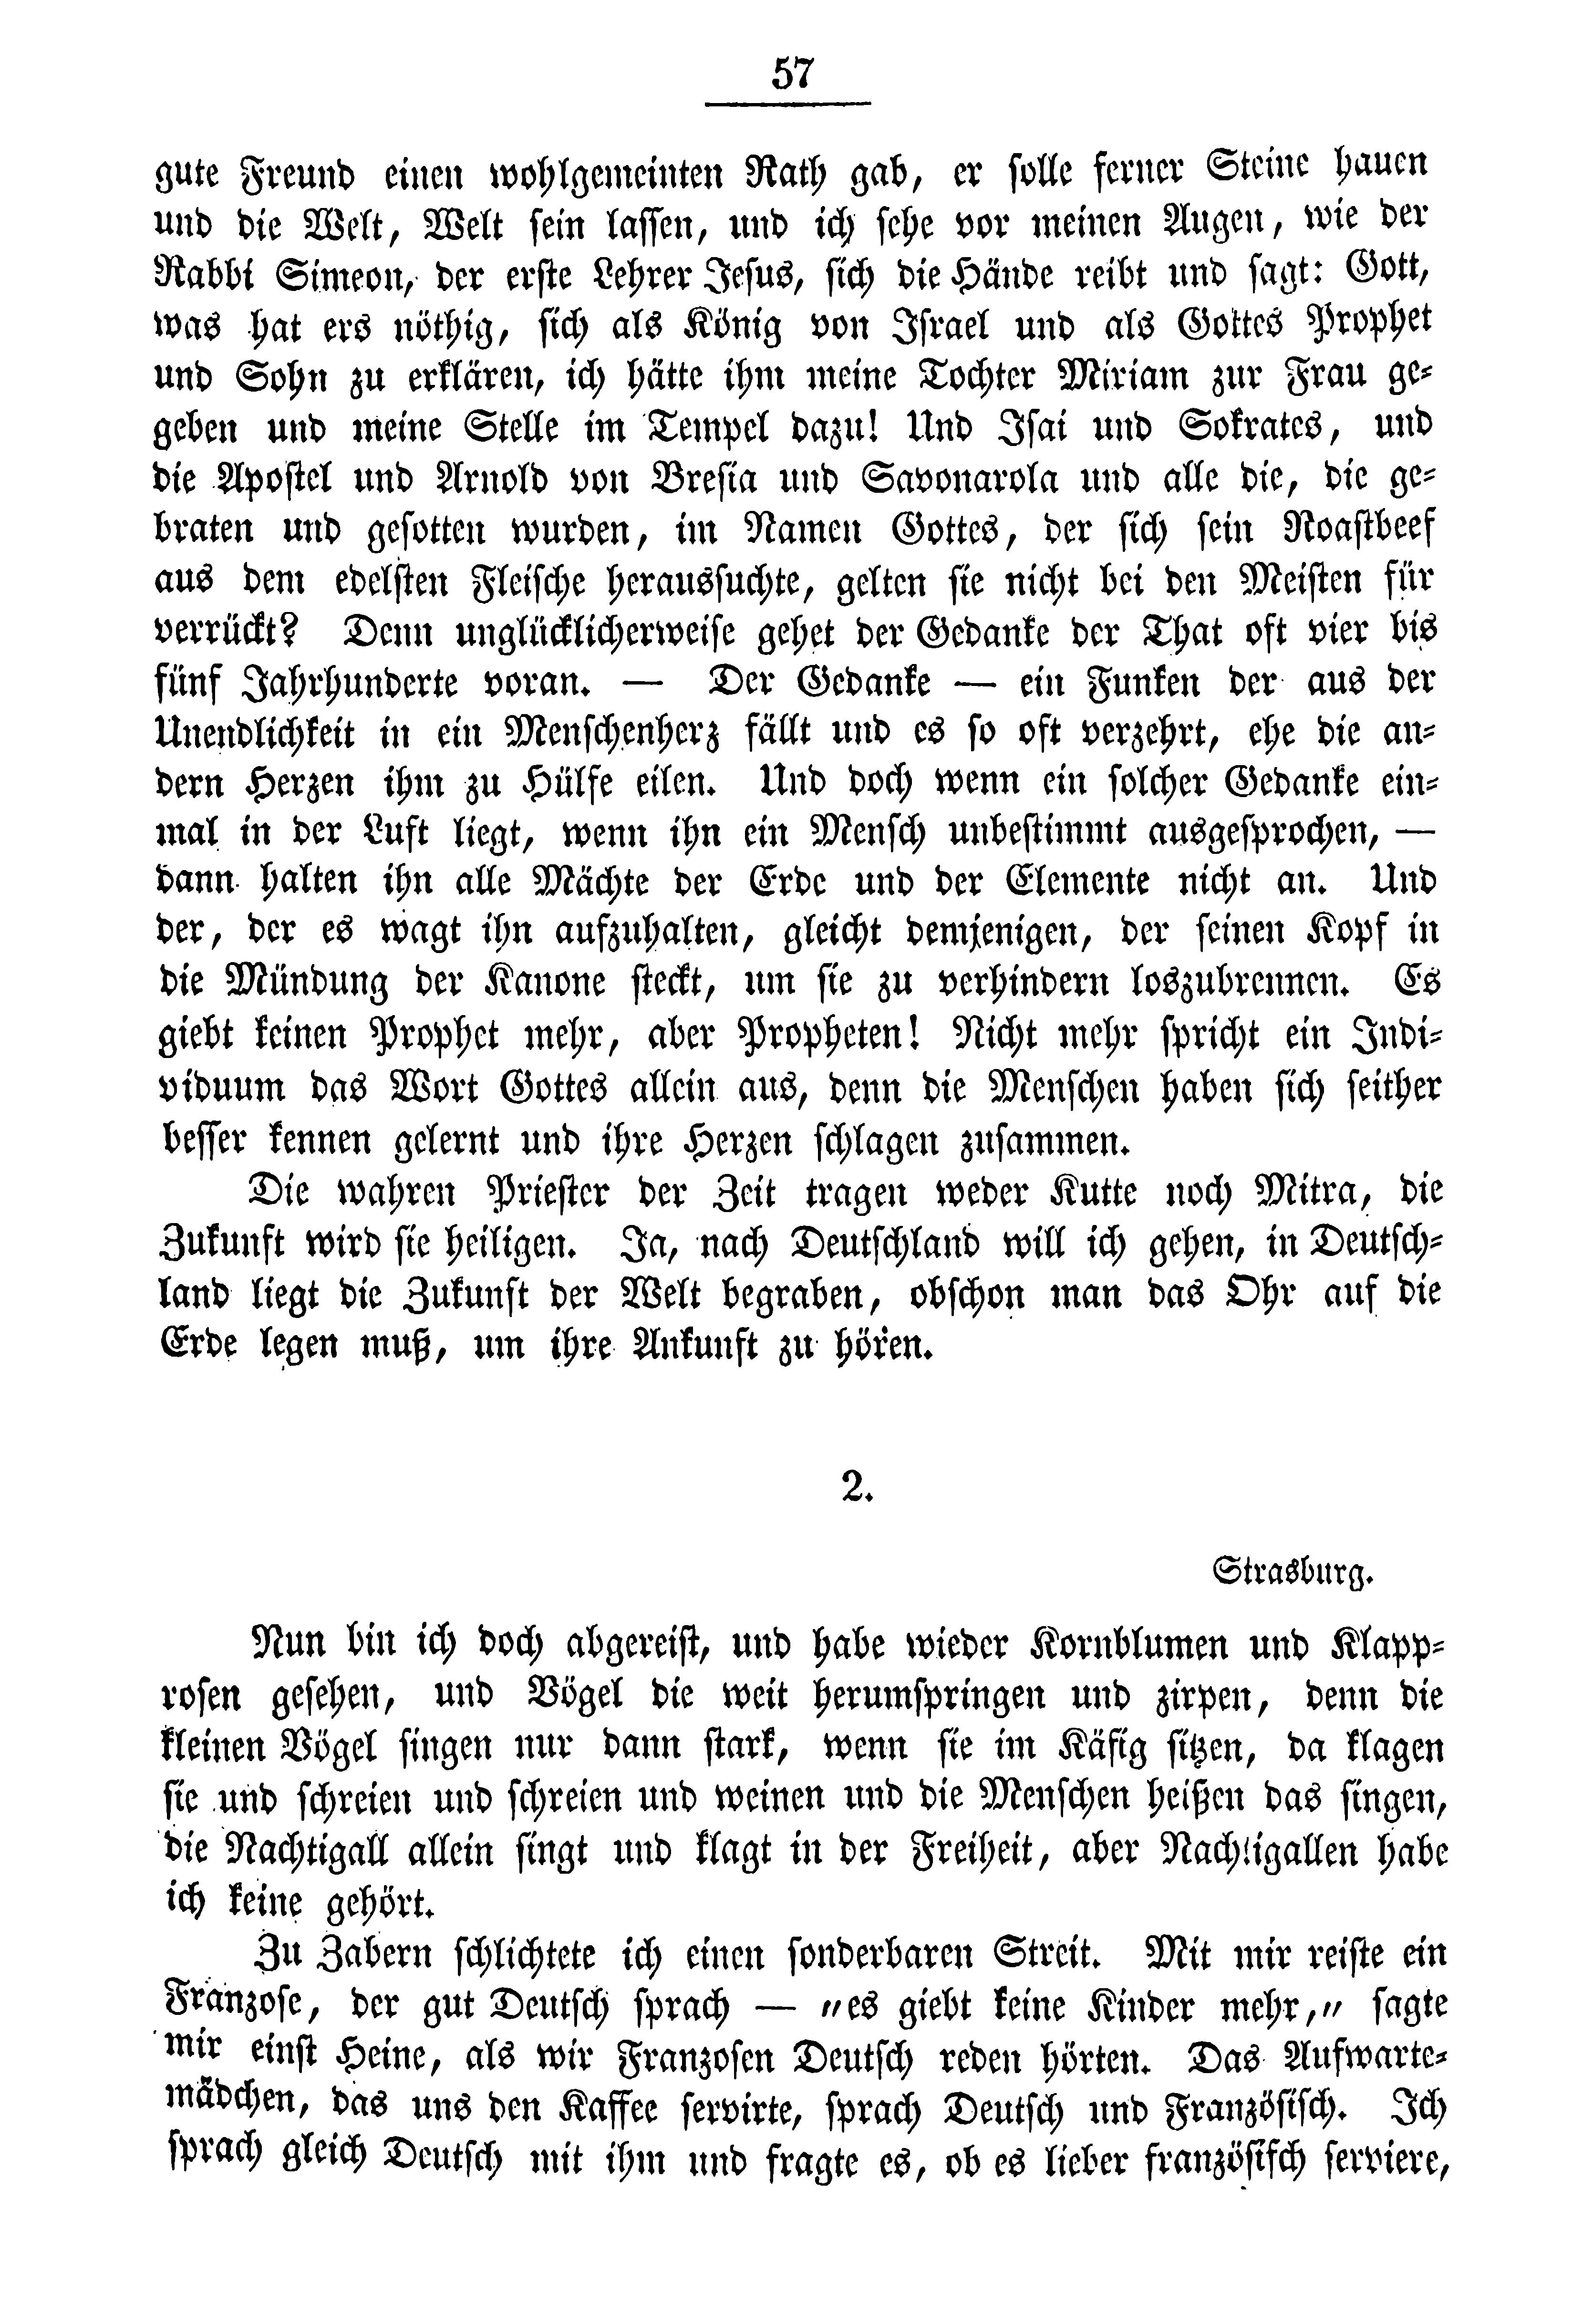 57
gute Freund einen wohlgemeinten Rath gab, er solle ferner Steine hauen
und die Welt, Welt sein lassen, und ich sehe vor meinen Augen, wie der
Rabbi Simeon, der erste Lehrer Jesus, sich die Hände reibt und sagt: Gott,
was hat ers nöthig, sich als König von Israel und als Gottes Prophet
und Sohn zu erklären, ich hätte ihm meine Tochter Miriam zur Frau ge-
geben und meine Stelle im Tempel dazu! Und Isai und Sokrates, und
die Apostel und Arnold von Bresia und Savonarola und alle die, die ge-
braten und gesotten wurden, im Namen Gottes, der sich sein Roastbeef
aus dem edelsten Fleische heraussuchte, gelten sie nicht bei den Meisten für
verrückt? Denn unglücklicherweise gehet der Gedanke der That oft vier bis
fünf Jahrhunderte voran. — Der Gedanke — ein Funken der aus der
Unendlichkeit in ein Menschenherz fällt und es so oft verzehrt, ehe die an-
dern Herzen ihm zu Hülfe eilen. Und doch wenn ein solcher Gedanke ein-
mal in der Luft liegt, wenn ihn ein Mensch unbestimmt ausgesprochen, —
dann halten ihn alle Mächte der Erde und der Elemente nicht an. Und
der, der es wagt ihn aufzuhalten, gleicht demjenigen, der seinen Kopf in
die Mündung der Kanone steckt, um sie zu verhindern loszubrennen. Es
giebt keinen Prophet mehr, aber Propheten! Nicht mehr spricht ein Indi-
viduum das Wort Gottes allein aus, denn die Menschen haben sich seither
besser kennen gelernt und ihre Herzen schlagen zusammen.
Die wahren Priester der Zeit tragen weder Kutte noch Mitra, die
Zukunft wird sie heiligen. Ja, nach Deutschland will ich gehen, in Deutsch-
land liegt die Zukunft der Welt begraben, obschon man das Ohr auf die
Erde legen muß, um ihre Ankunft zu hören.
2.
Strasburg.
Nun bin ich doch abgereist, und habe wieder Kornblumen und Klapp-
rosen gesehen, und Vögel die weit herumspringen und zirpen, denn die
kleinen Vögel singen nur dann stark, wenn sie im Käfig sitzen, da klagen
sie und schreien und schreien und weinen und die Menschen heißen das singen,
die Nachtigall allein singt und klagt in der Freiheit, aber Nachtigallen habe
ich keine gehört.
Zu Zabern schlichtete ich einen sonderbaren Streit. Mit mir reiste ein
Franzose, der gut Deutsch sprach — „es giebt keine Kinder mehr,„ sagte
mir einst Heine, als wir Franzosen Deutsch reden hörten. Das Aufwarte-
mädchen, das uns den Kaffee servirte, sprach Deutsch und Französisch. Ich
sprach gleich Deutsch mit ihm und fragte es, ob es lieber französifch serviere,